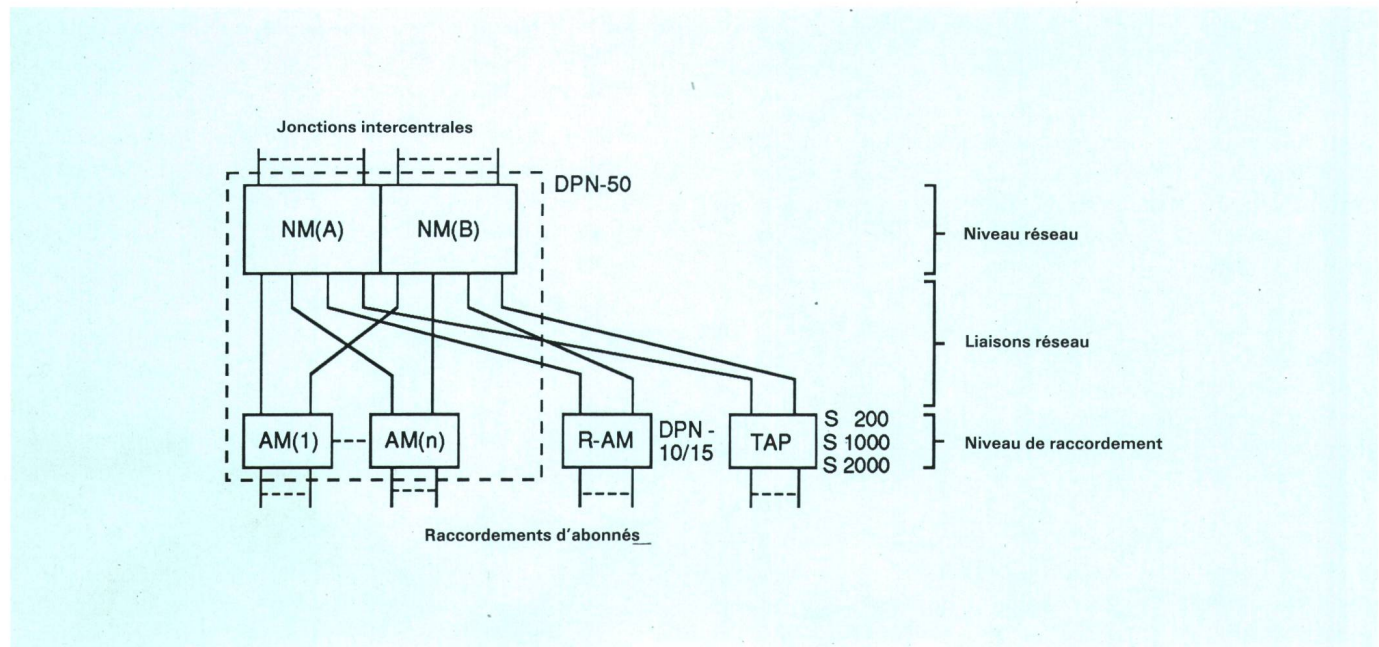 Jonctions intercentrales
DPN-50
NM(A)
NM(B)
Niveau réseau
Liaisons réseau
AM(1)
AM(n)
R-AM
DPN -
10/15
TAP
S 200
S 1000
S 2000
Niveau de raccordement
Raccordements d'abonnés